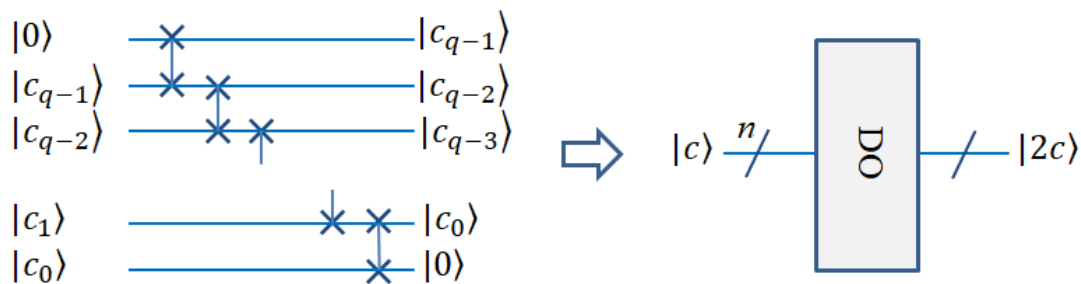 |0⟩ |c_{q-1}⟩
|c_{q-1}⟩ |c_{q-2}⟩
|c_{q-2}⟩ |c_{q-3}⟩
|c_1⟩ |c_0⟩
|c_0⟩ |0⟩
|c⟩ n DO |2c⟩